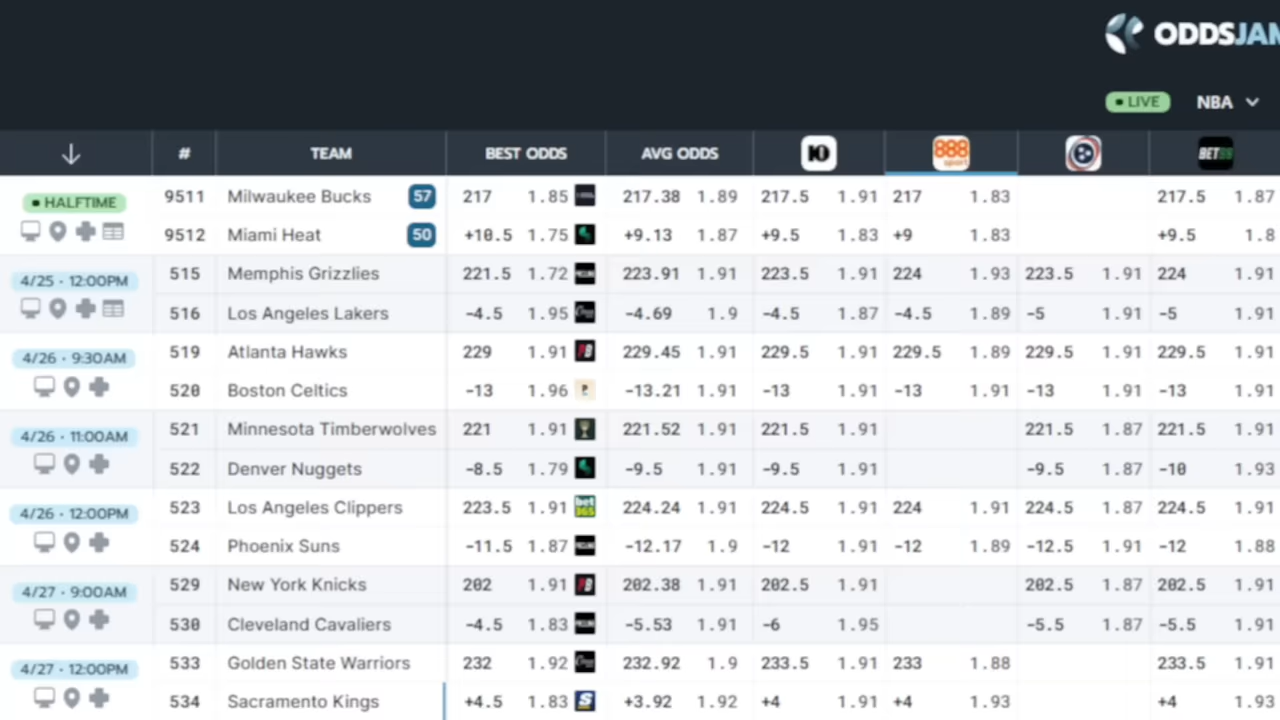 ODDSJAM
LIVE NBA
# TEAM BEST ODDS AVG ODDS 10 888 sport BET99
HALFTIME 9511 Milwaukee Bucks 57 217 1.85 217.38 1.89 217.5 1.91 217 1.83 217.5 1.87
9512 Miami Heat 50 +10.5 1.75 +9.13 1.87 +9.5 1.83 +9 1.83 +9.5 1.8
4/25 · 12:00PM 515 Memphis Grizzlies 221.5 1.72 223.91 1.91 223.5 1.91 224 1.93 223.5 1.91 224 1.91
516 Los Angeles Lakers -4.5 1.95 -4.69 1.9 -4.5 1.87 -4.5 1.89 -5 1.91 -5 1.91
4/26 · 9:30AM 519 Atlanta Hawks 229 1.91 229.45 1.91 229.5 1.91 229.5 1.89 229.5 1.91 229.5 1.91
520 Boston Celtics -13 1.96 -13.21 1.91 -13 1.91 -13 1.91 -13 1.91 -13 1.91
4/26 · 11:00AM 521 Minnesota Timberwolves 221 1.91 221.52 1.91 221.5 1.91 221.5 1.87 221.5 1.91
522 Denver Nuggets -8.5 1.79 -9.5 1.91 -9.5 1.91 -9.5 1.87 -10 1.93
4/26 · 12:00PM 523 Los Angeles Clippers 223.5 1.91 bet365 224.24 1.91 224.5 1.91 224 1.91 224.5 1.87 224.5 1.91
524 Phoenix Suns -11.5 1.87 -12.17 1.9 -12 1.91 -12 1.89 -12.5 1.91 -12 1.88
4/27 · 9:00AM 529 New York Knicks 202 1.91 202.38 1.91 202.5 1.91 202.5 1.87 202.5 1.91
530 Cleveland Cavaliers -4.5 1.83 -5.53 1.91 -6 1.95 -5.5 1.87 -5.5 1.91
4/27 · 12:00PM 533 Golden State Warriors 232 1.92 232.92 1.9 233.5 1.91 233 1.88 233.5 1.91
534 Sacramento Kings +4.5 1.83 S +3.92 1.92 +4 1.91 +4 1.93 +4 1.93